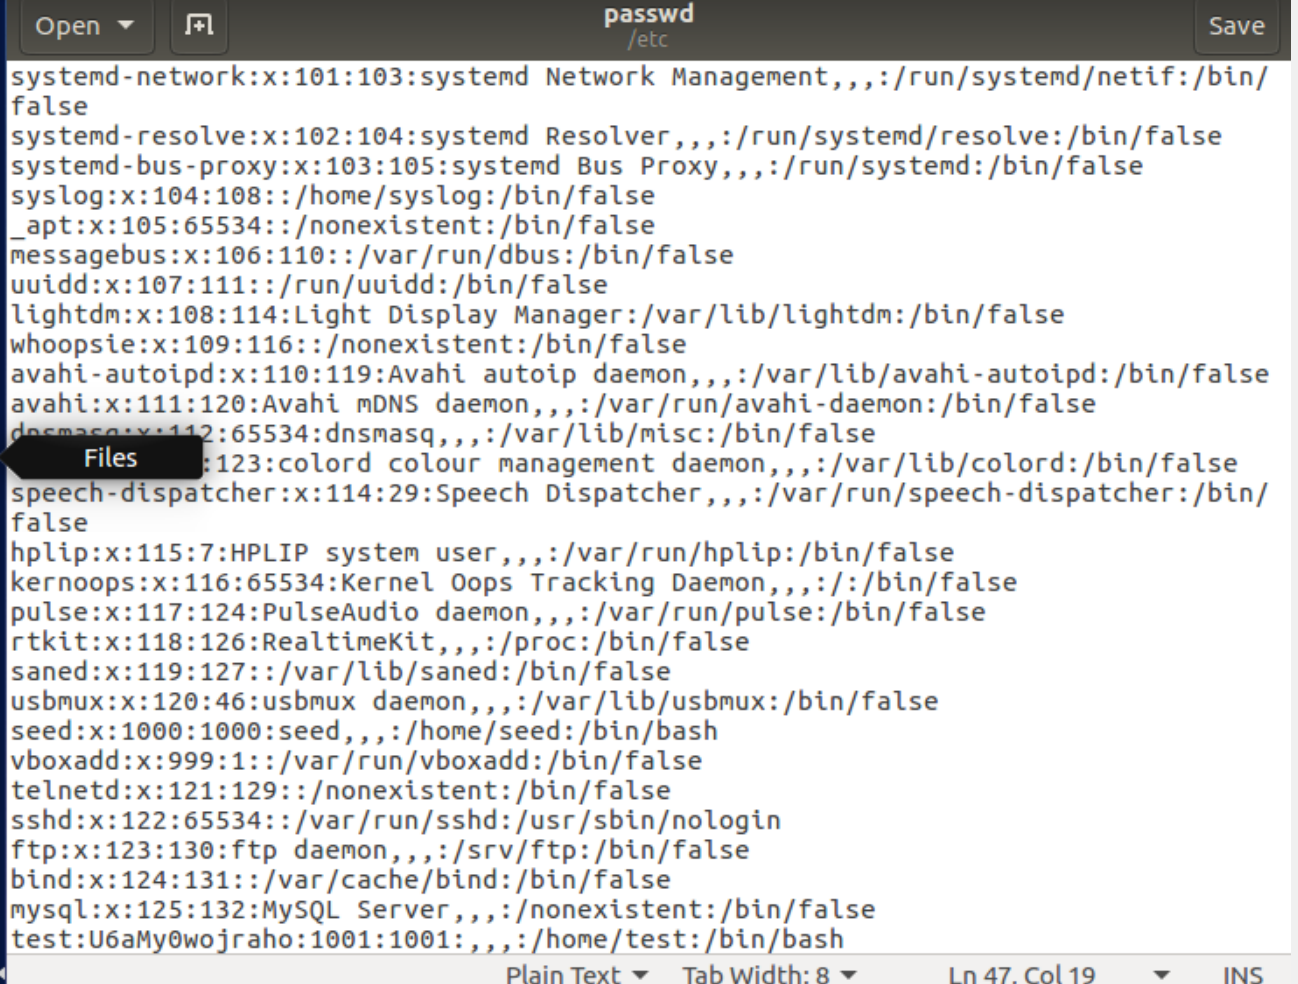 Open
passwd
/etc
Save
systemd-network:x:101:103:systemd Network Management,,,:/run/systemd/netif:/bin/
false
systemd-resolve:x:102:104:systemd Resolver,,,:/run/systemd/resolve:/bin/false
systemd-bus-proxy:x:103:105:systemd Bus Proxy,,,:/run/systemd:/bin/false
syslog:x:104:108::/home/syslog:/bin/false
_apt:x:105:65534::/nonexistent:/bin/false
messagebus:x:106:110::/var/run/dbus:/bin/false
uuidd:x:107:111::/run/uuidd:/bin/false
lightdm:x:108:114:Light Display Manager:/var/lib/lightdm:/bin/false
whoopsie:x:109:116::/nonexistent:/bin/false
avahi-autoipd:x:110:119:Avahi autoip daemon,,,:/var/lib/avahi-autoipd:/bin/false
avahi:x:111:120:Avahi mDNS daemon,,,:/var/run/avahi-daemon:/bin/false
dnsmasq:x:112:65534:dnsmasq,,,:/var/lib/misc:/bin/false
Files
:123:colord colour management daemon,,,:/var/lib/colord:/bin/false
speech-dispatcher:x:114:29:Speech Dispatcher,,,:/var/run/speech-dispatcher:/bin/
false
hplip:x:115:7:HPLIP system user,,,:/var/run/hplip:/bin/false
kernoops:x:116:65534:Kernel Oops Tracking Daemon,,,:/:/bin/false
pulse:x:117:124:PulseAudio daemon,,,:/var/run/pulse:/bin/false
rtkit:x:118:126:RealtimeKit,,,:/proc:/bin/false
saned:x:119:127::/var/lib/saned:/bin/false
usbmux:x:120:46:usbmux daemon,,,:/var/lib/usbmux:/bin/false
seed:x:1000:1000:seed,,,:/home/seed:/bin/bash
vboxadd:x:999:1::/var/run/vboxadd:/bin/false
telnetd:x:121:129::/nonexistent:/bin/false
sshd:x:122:65534::/var/run/sshd:/usr/sbin/nologin
ftp:x:123:130:ftp daemon,,,:/srv/ftp:/bin/false
bind:x:124:131::/var/cache/bind:/bin/false
mysql:x:125:132:MySQL Server,,,:/nonexistent:/bin/false
test:U6aMy0wojraho:1001:1001:,,,:/home/test:/bin/bash
Plain Text
Tab Width: 8
Ln 47, Col 19
INS